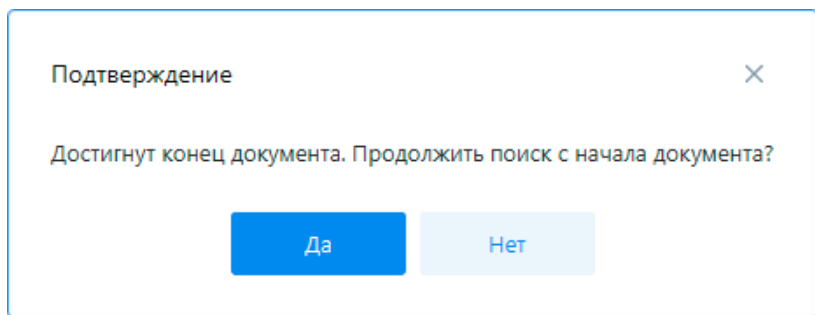 Подтверждение
Достигнут конец документа. Продолжить поиск с начала документа?
Да
Нет